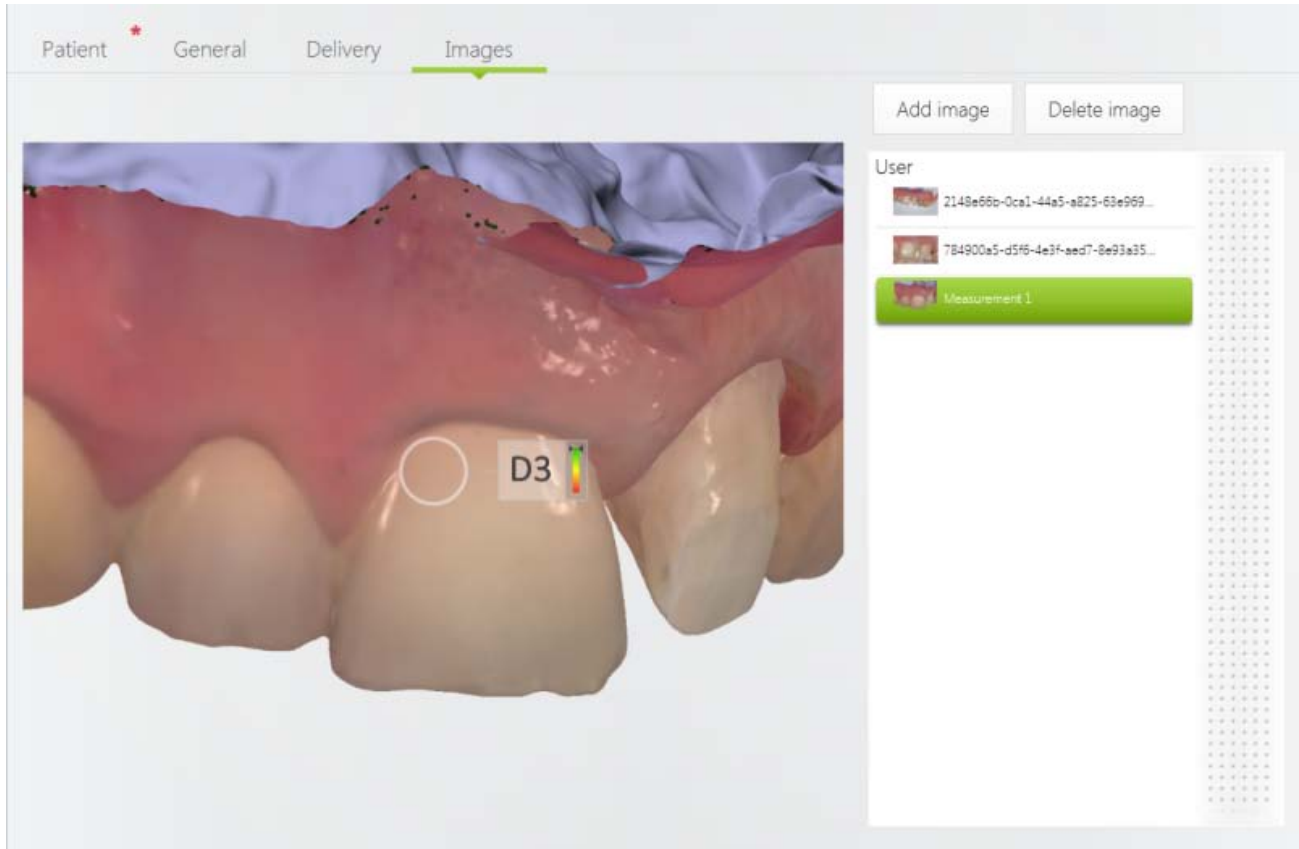 Patient * General Delivery Images
Add image Delete image
User
2148e66b-0ca1-44a5-a825-63e969...
784900a5-d5f6-4e3f-aed7-8e93a35...
Measurement 1
D3